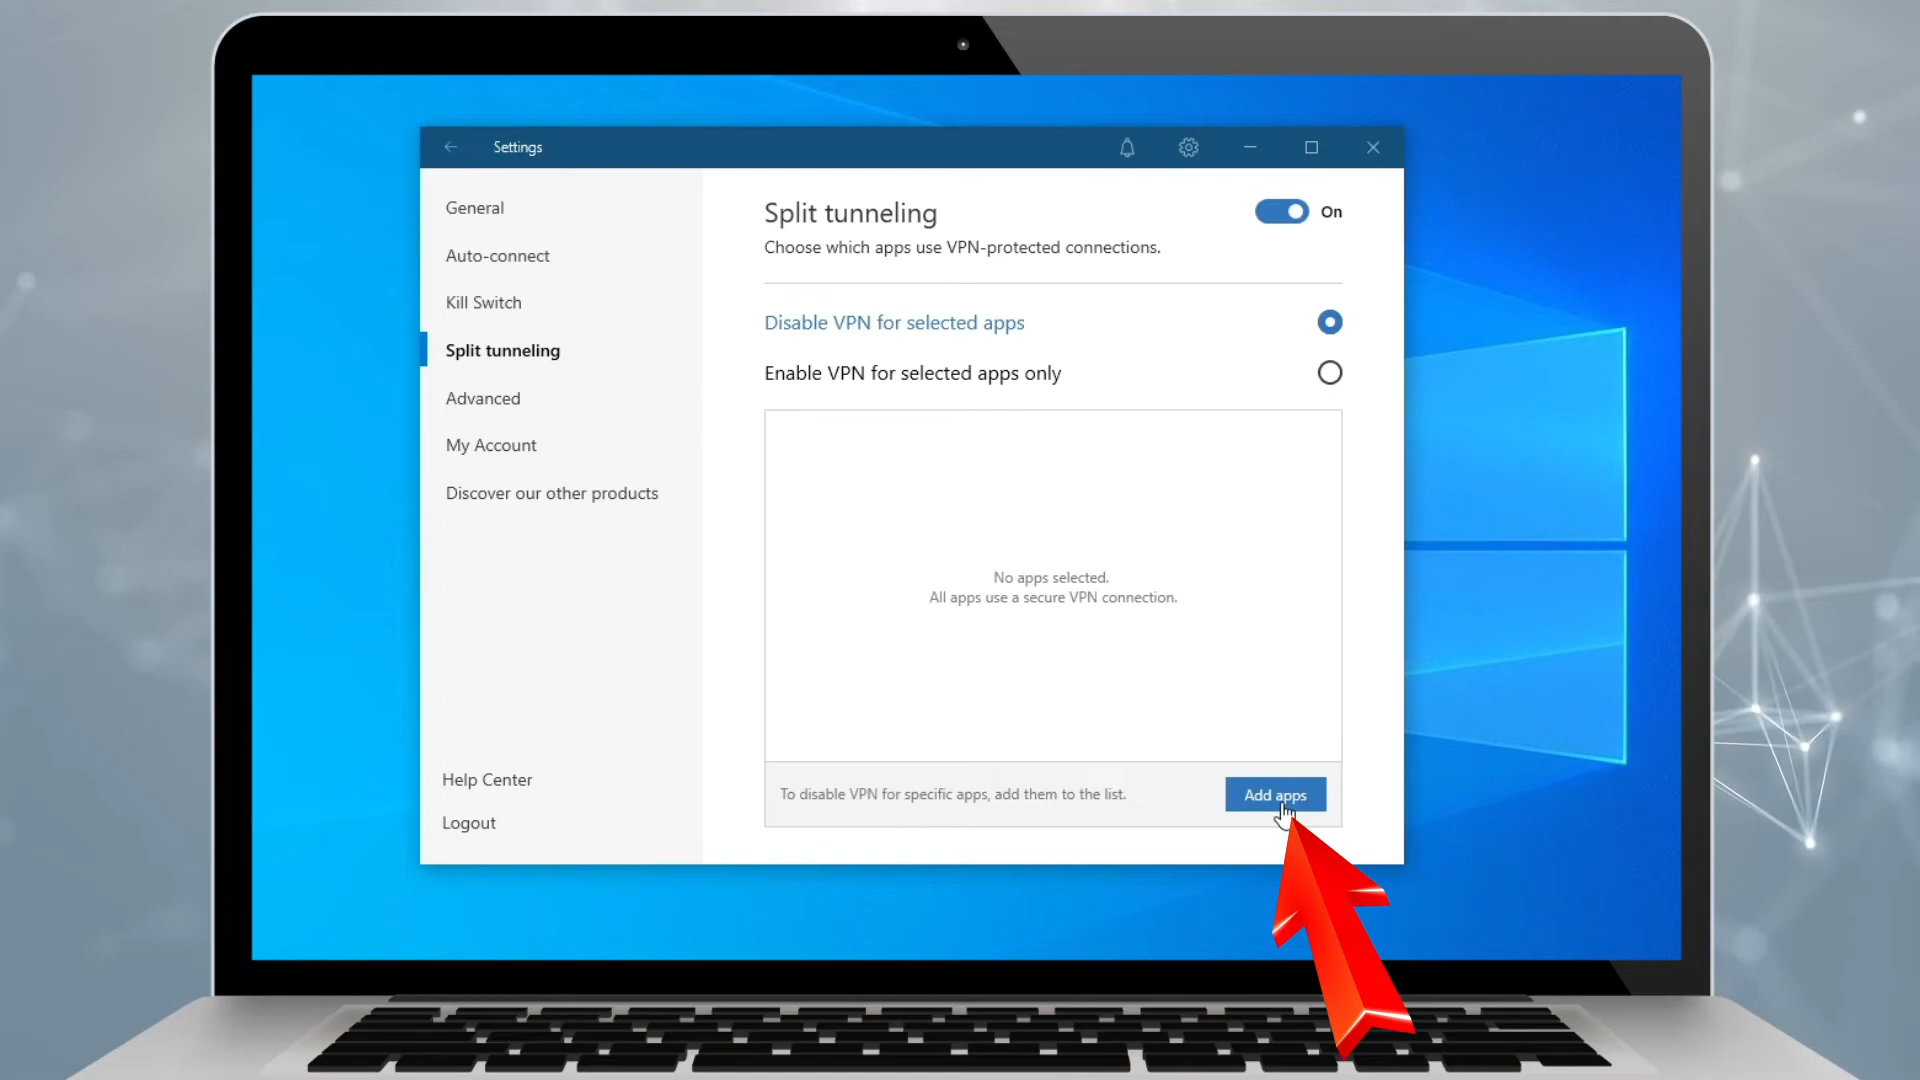 Settings
General
Auto-connect
Kill Switch
Split tunneling
Advanced
My Account
Discover our other products
Help Center
Logout
Split tunneling
On
Choose which apps use VPN-protected connections.
Disable VPN for selected apps
Enable VPN for selected apps only
No apps selected.
All apps use a secure VPN connection.
To disable VPN for specific apps, add them to the list.
Add apps